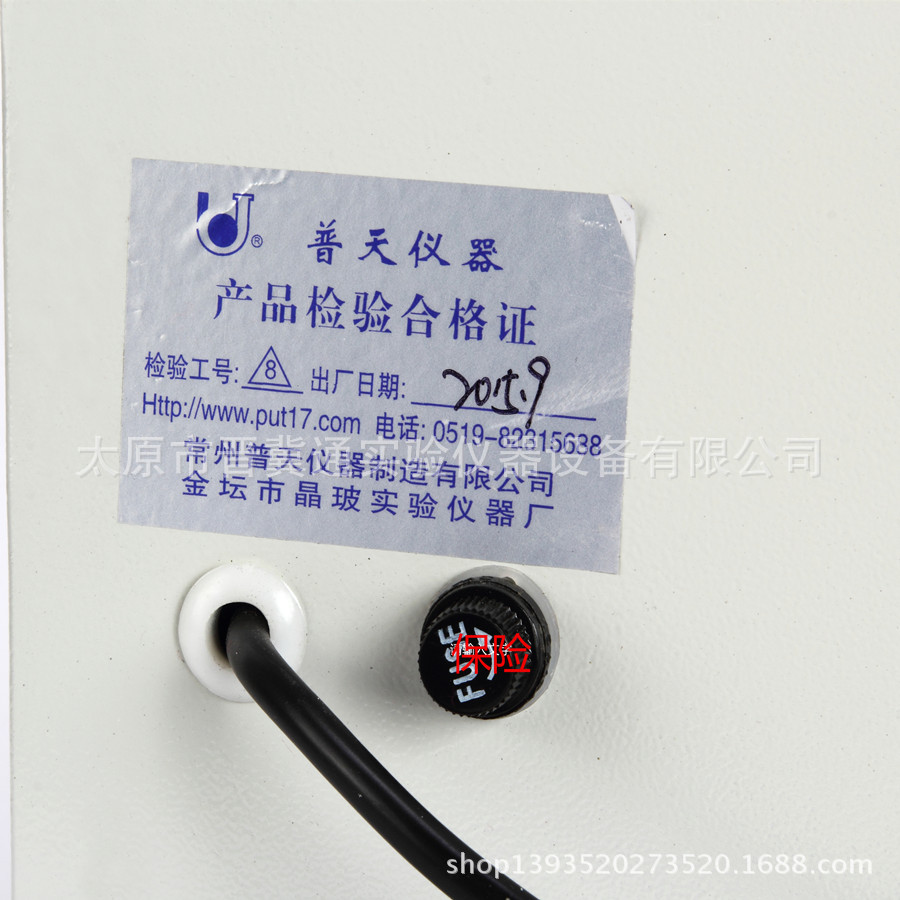 ®
普天仪器
产品检验合格证
检验工号: 8 出厂日期: 2015.9
Http://www.put17.com 电话: 0519-82315638
太原市普冀通实验仪器设备有限公司
常州普天仪器制造有限公司
金坛市晶玻实验仪器厂
FUSE
保险
shop1393520273520.1688.com